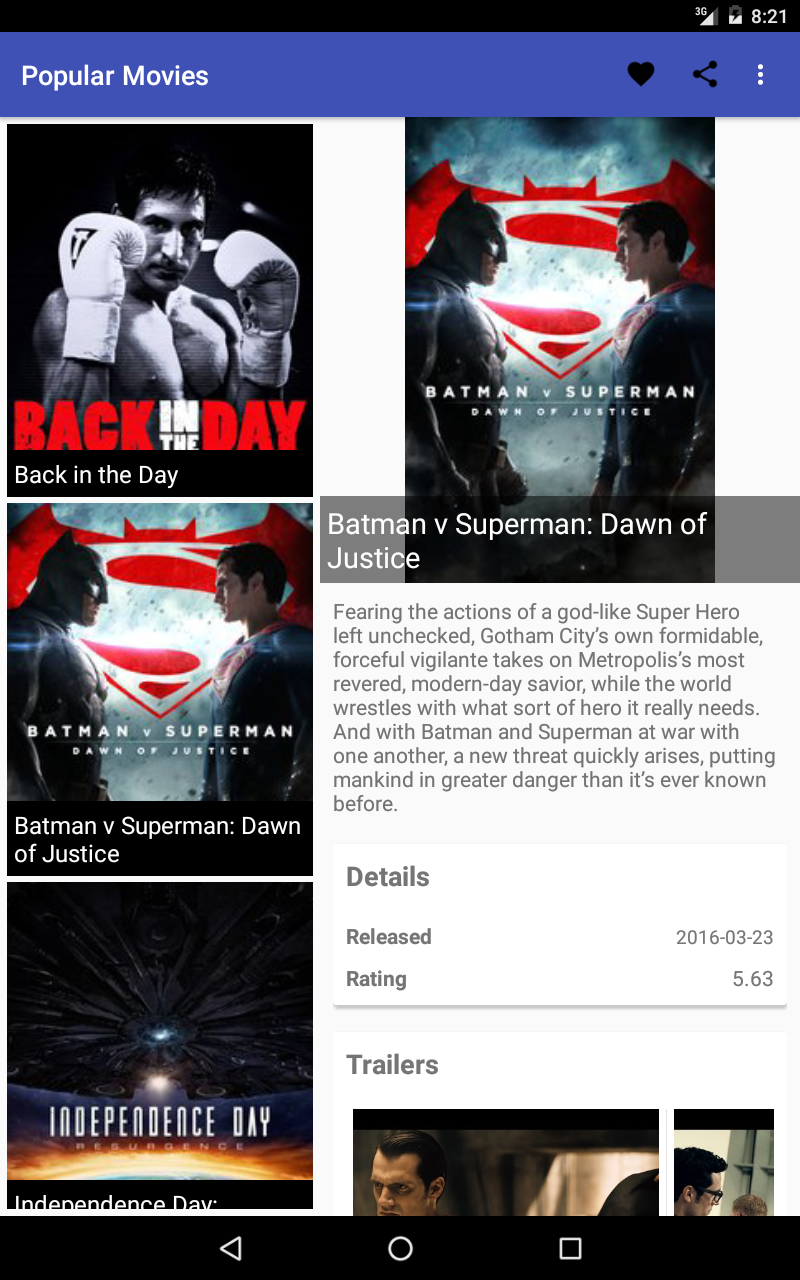 3G 8:21
Popular Movies
BACK IN THE DAY
Back in the Day
BATMAN v SUPERMAN
DAWN OF JUSTICE
Batman v Superman: Dawn
of Justice
INDEPENDENCE DAY
RESURGENCE
Independence Day:
BATMAN v SUPERMAN
DAWN OF JUSTICE
Batman v Superman: Dawn of
Justice
Fearing the actions of a god-like Super Hero
left unchecked, Gotham City’s own formidable,
forceful vigilante takes on Metropolis’s most
revered, modern-day savior, while the world
wrestles with what sort of hero it really needs.
And with Batman and Superman at war with
one another, a new threat quickly arises, putting
mankind in greater danger than it’s ever known
before.
Details
Released 2016-03-23
Rating 5.63
Trailers